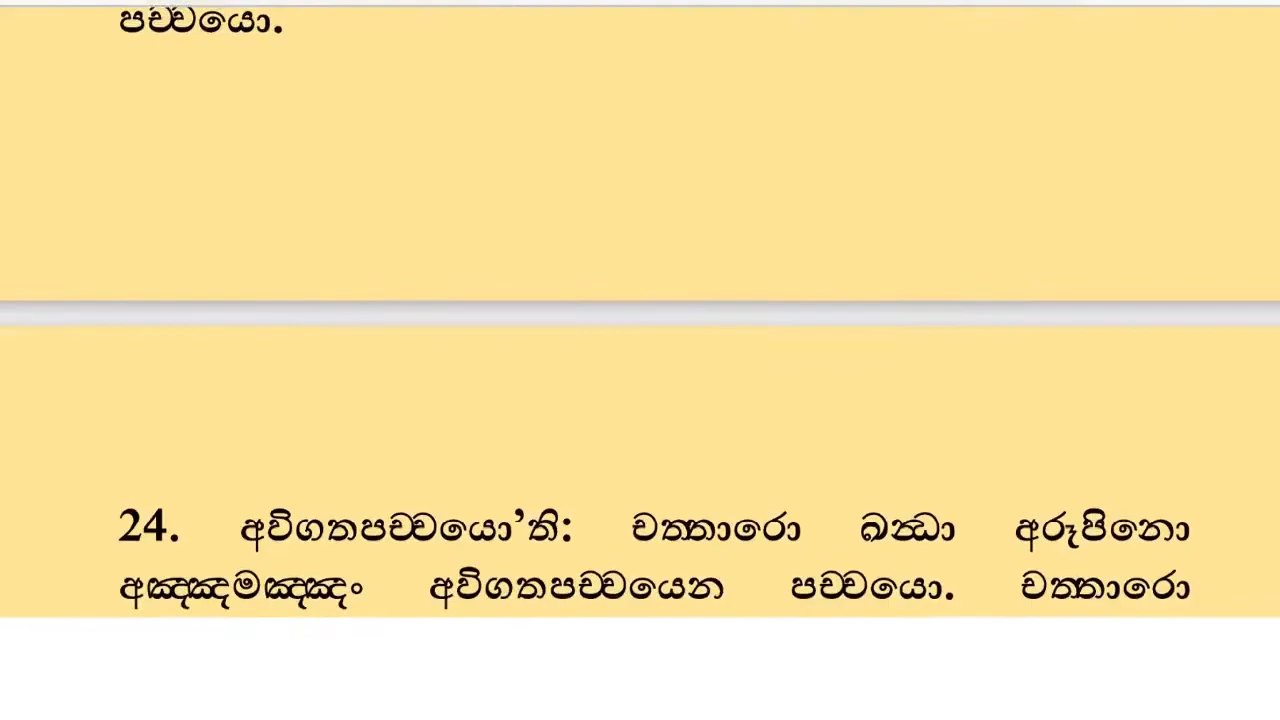 පච්චයො.
24. අවිගතපච්චයො’ති: චත්තාරො ඛන්ධා අරූපිනො
අඤ්ඤමඤ්ඤං අවිගතපච්චයෙන පච්චයො. චත්තාරො